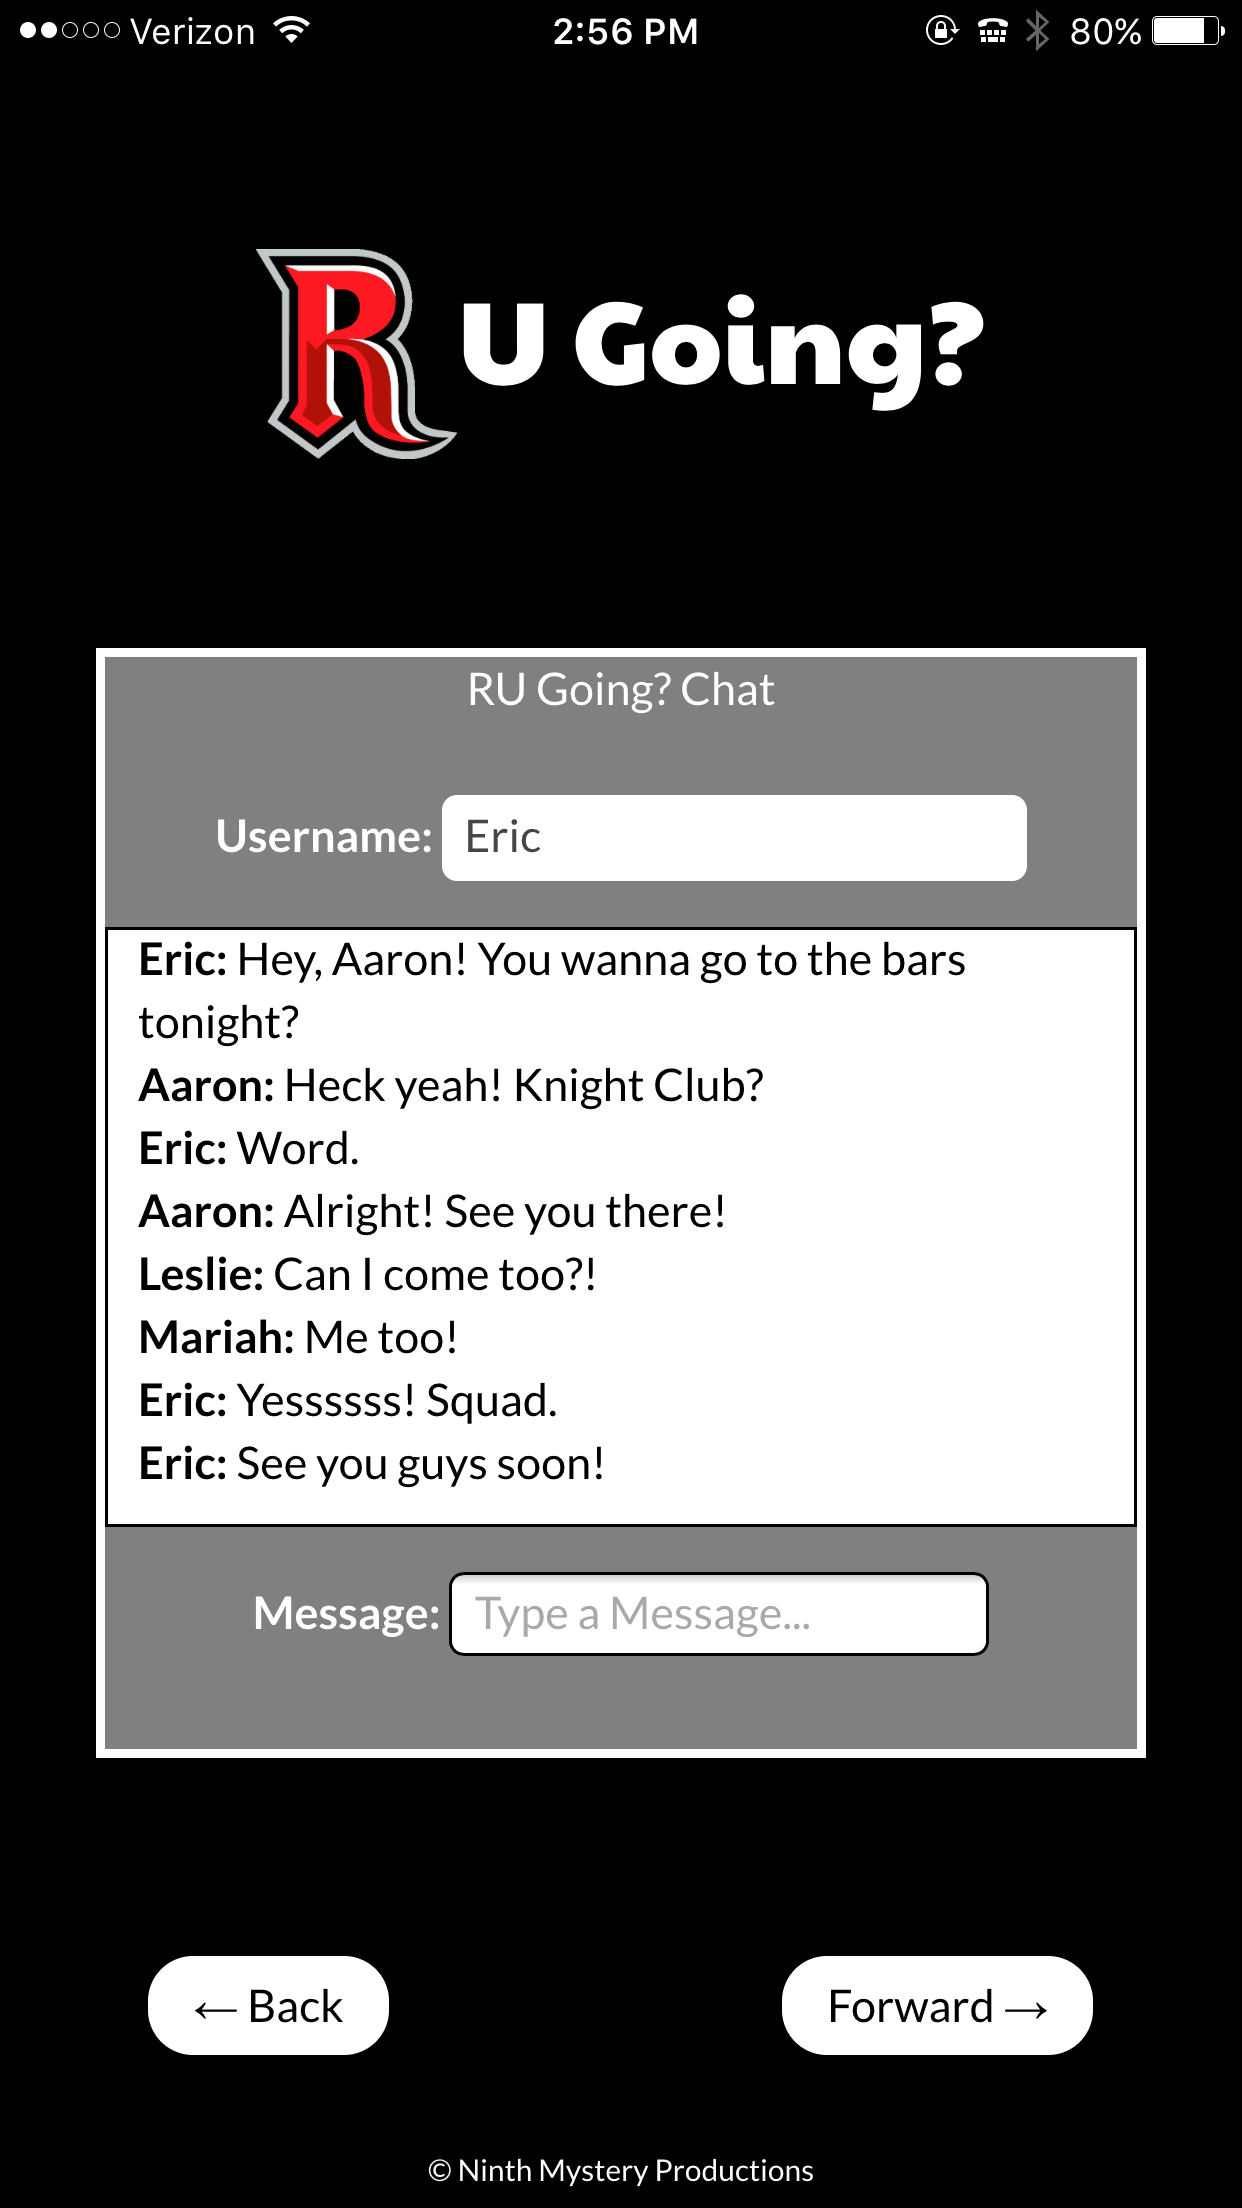 Verizon 2:56 PM 80%
R U Going?
RU Going? Chat
Username: Eric
Eric: Hey, Aaron! You wanna go to the bars
tonight?
Aaron: Heck yeah! Knight Club?
Eric: Word.
Aaron: Alright! See you there!
Leslie: Can I come too?!
Mariah: Me too!
Eric: Yessssss! Squad.
Eric: See you guys soon!
Message: Type a Message...
← Back
Forward →
© Ninth Mystery Productions